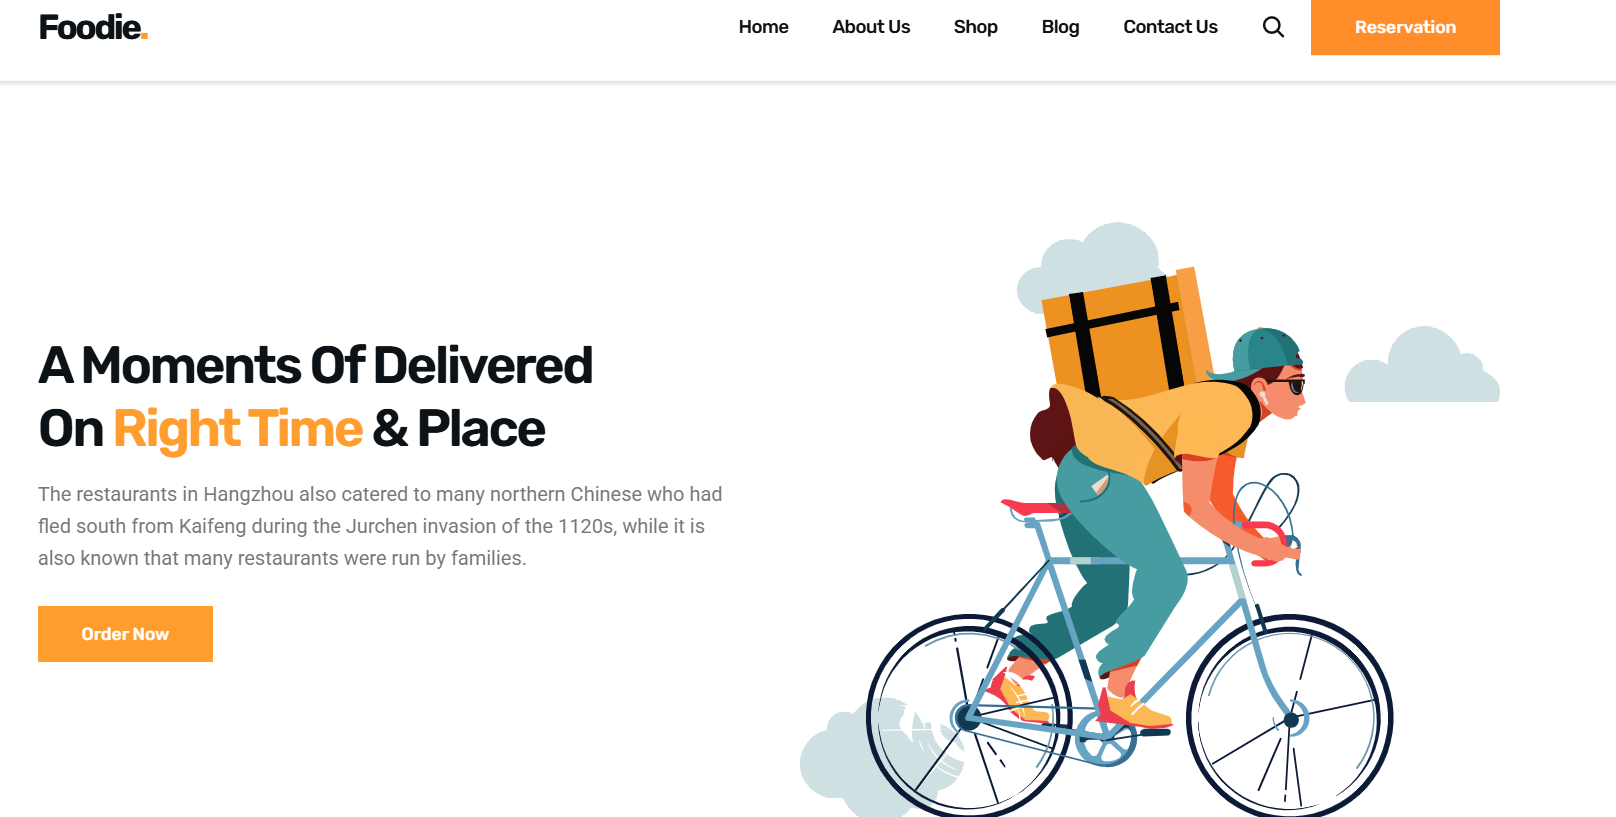 Foodie.
Home About Us Shop Blog Contact Us Reservation
A Moments Of Delivered
On Right Time & Place
The restaurants in Hangzhou also catered to many northern Chinese who had
fled south from Kaifeng during the Jurchen invasion of the 1120s, while it is
also known that many restaurants were run by families.
Order Now